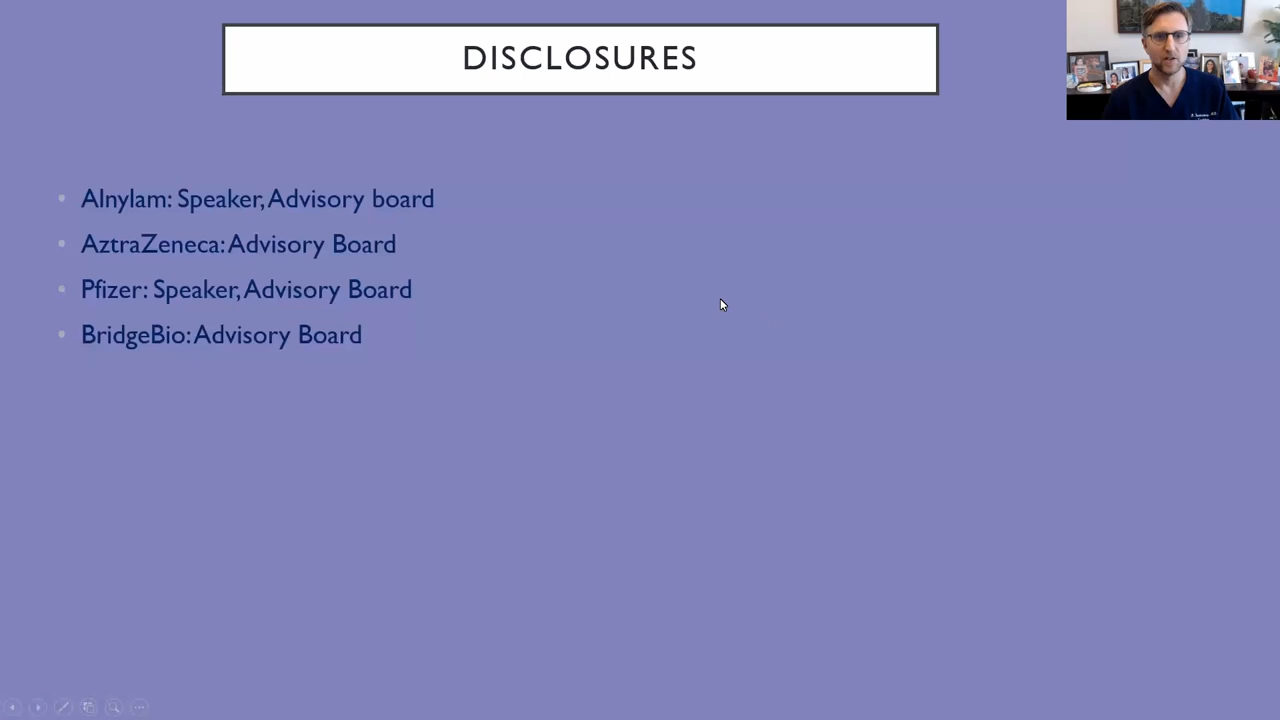 DISCLOSURES
Alnylam: Speaker, Advisory board
AztraZeneca: Advisory Board
Pfizer: Speaker, Advisory Board
BridgeBio: Advisory Board